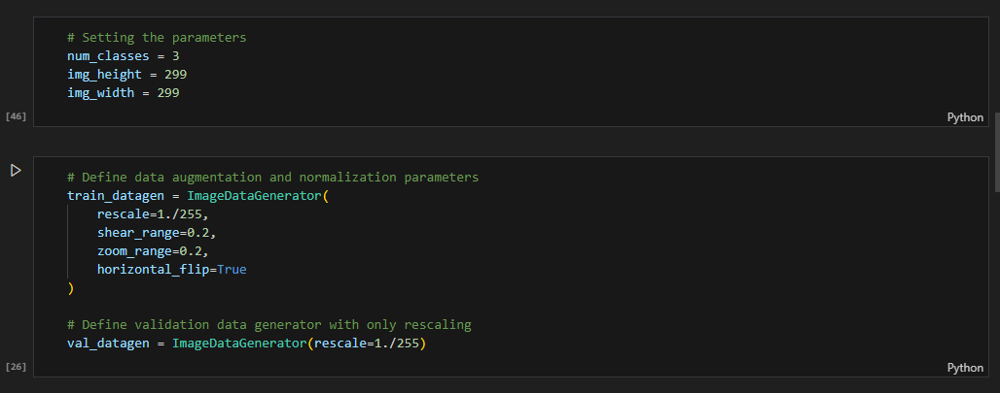 # Setting the parameters
num_classes = 3
img_height = 299
img_width = 299
[46]
Python
# Define data augmentation and normalization parameters
train_datagen = ImageDataGenerator(
    rescale=1./255,
    shear_range=0.2,
    zoom_range=0.2,
    horizontal_flip=True
)
# Define validation data generator with only rescaling
val_datagen = ImageDataGenerator(rescale=1./255)
[26]
Python